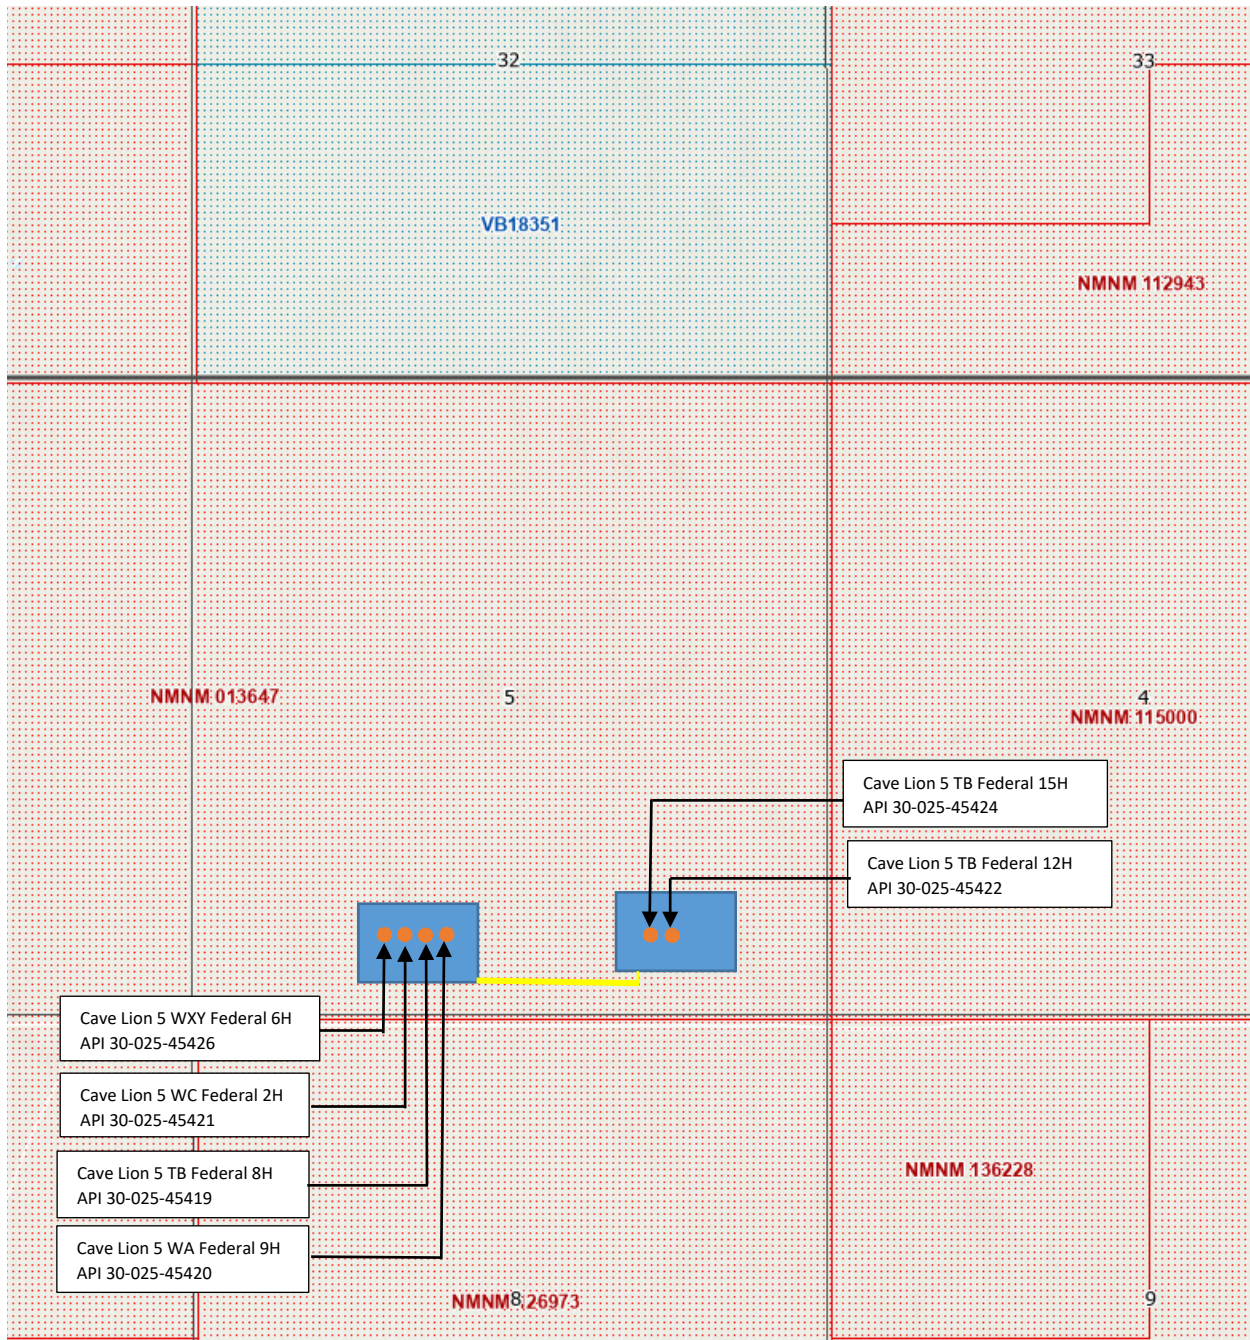 32
33
VB18351
NMNM 112943
NMNM 013647
5
4
NMNM 115000
Cave Lion 5 TB Federal 15H
API 30-025-45424
Cave Lion 5 TB Federal 12H
API 30-025-45422
Cave Lion 5 WXY Federal 6H
API 30-025-45426
Cave Lion 5 WC Federal 2H
API 30-025-45421
Cave Lion 5 TB Federal 8H
API 30-025-45419
NMNM 136228
Cave Lion 5 WA Federal 9H
API 30-025-45420
8
NMNM 26973
9